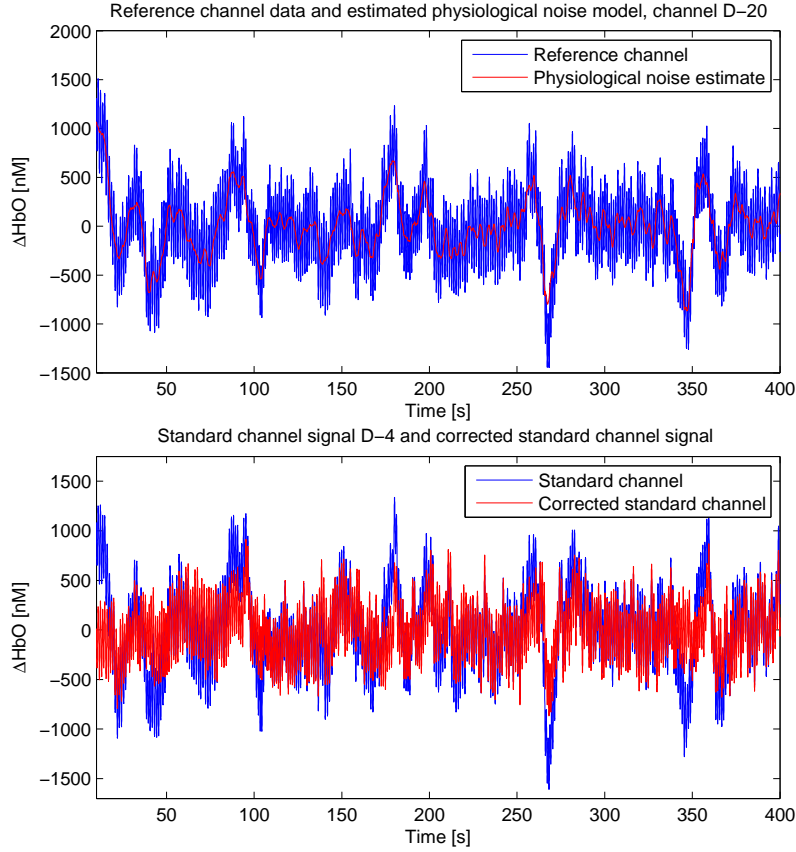 Reference channel data and estimated physiological noise model, channel D−20
Reference channel
Physiological noise estimate
2000
1500
1000
500
0
−500
−1000
−1500
ΔHbO [nM]
50 100 150 200 250 300 350 400
Time [s]
Standard channel signal D−4 and corrected standard channel signal
Standard channel
Corrected standard channel
1500
1000
500
0
−500
−1000
−1500
ΔHbO [nM]
50 100 150 200 250 300 350 400
Time [s]